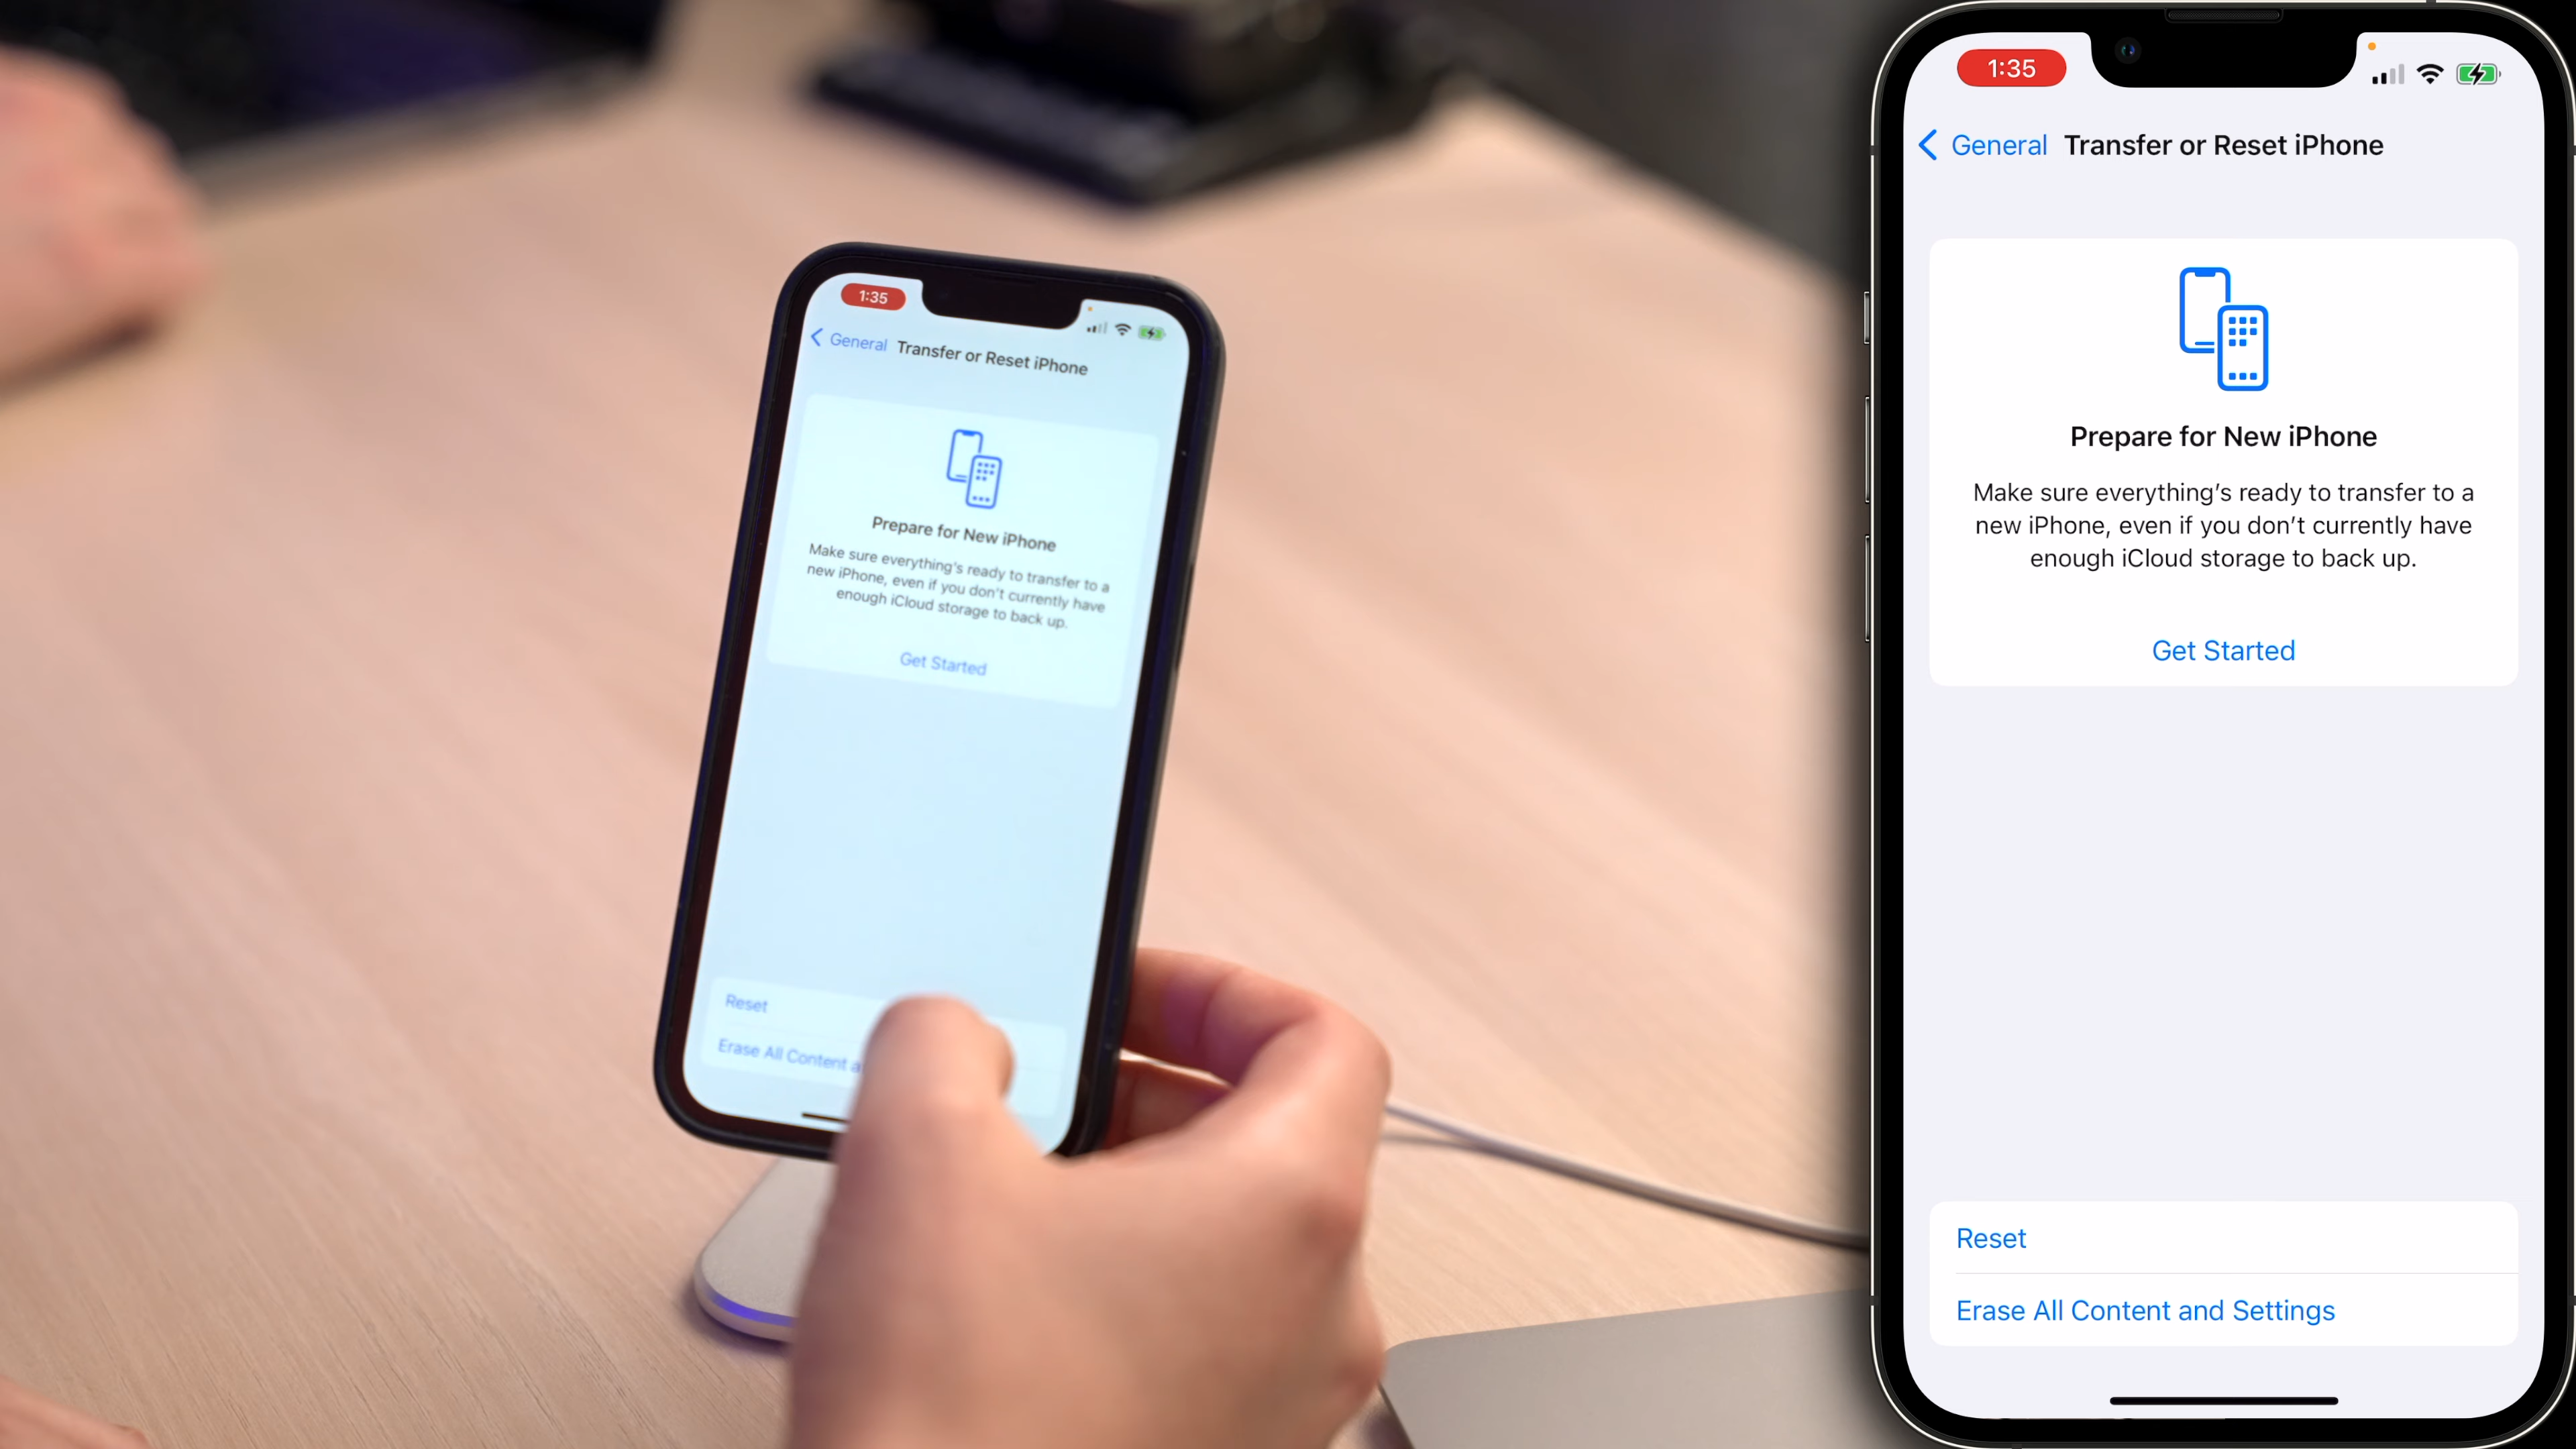 1:35
General Transfer or Reset iPhone
Prepare for New iPhone
Make sure everything's ready to transfer to a
new iPhone, even if you don't currently have
enough iCloud storage to back up.
Get Started
Reset
Erase All Content
1:35
General Transfer or Reset iPhone
Prepare for New iPhone
Make sure everything’s ready to transfer to a
new iPhone, even if you don’t currently have
enough iCloud storage to back up.
Get Started
Reset
Erase All Content and Settings